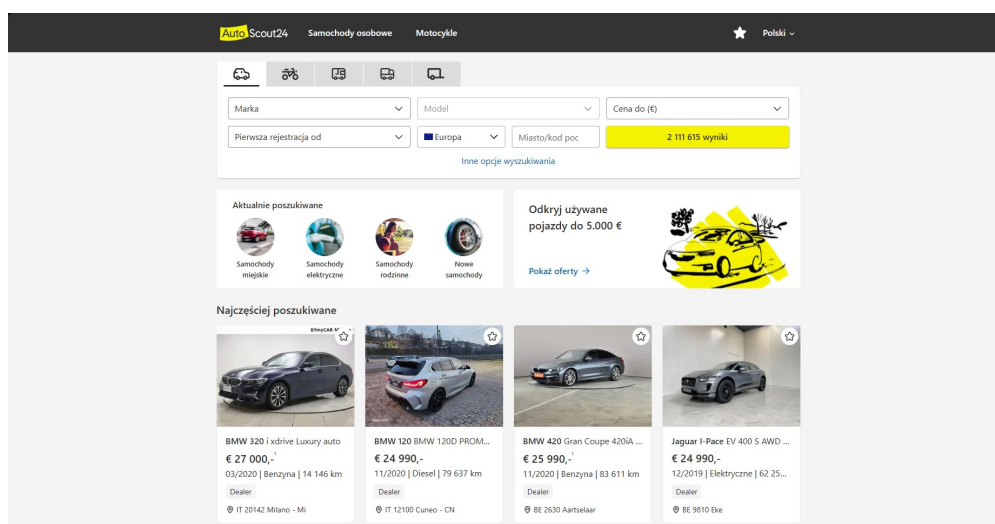 AutoScout24 Samochody osobowe Motocykle Polski
Marka Model Cena do (€)
Pierwsza rejestracja od Europa Miasto/kod poc 2 111 615 wyniki
Inne opcje wyszukiwania
Aktualnie poszukiwane
Samochody miejskie
Samochody elektryczne
Samochody rodzinne
Nowe samochody
Odkryj używane
pojazdy do 5.000 €
Pokaż oferty →
Najczęściej poszukiwane
BMW 320 i xdrive Luxury auto
€ 27 000,-¹
03/2020 | Benzyna | 14 146 km
Dealer
IT 20142 Milano - Mi
BMW 120 BMW 120D PROM...
€ 24 990,-
11/2020 | Diesel | 79 637 km
Dealer
IT 12100 Cuneo - CN
BMW 420 Gran Coupe 420iA ...
€ 25 990,-¹
11/2020 | Benzyna | 83 611 km
Dealer
BE 2630 Aartselaar
Jaguar I-Pace EV 400 S AWD ...
€ 24 990,-
12/2019 | Elektryczne | 62 25...
Dealer
BE 9810 Eke